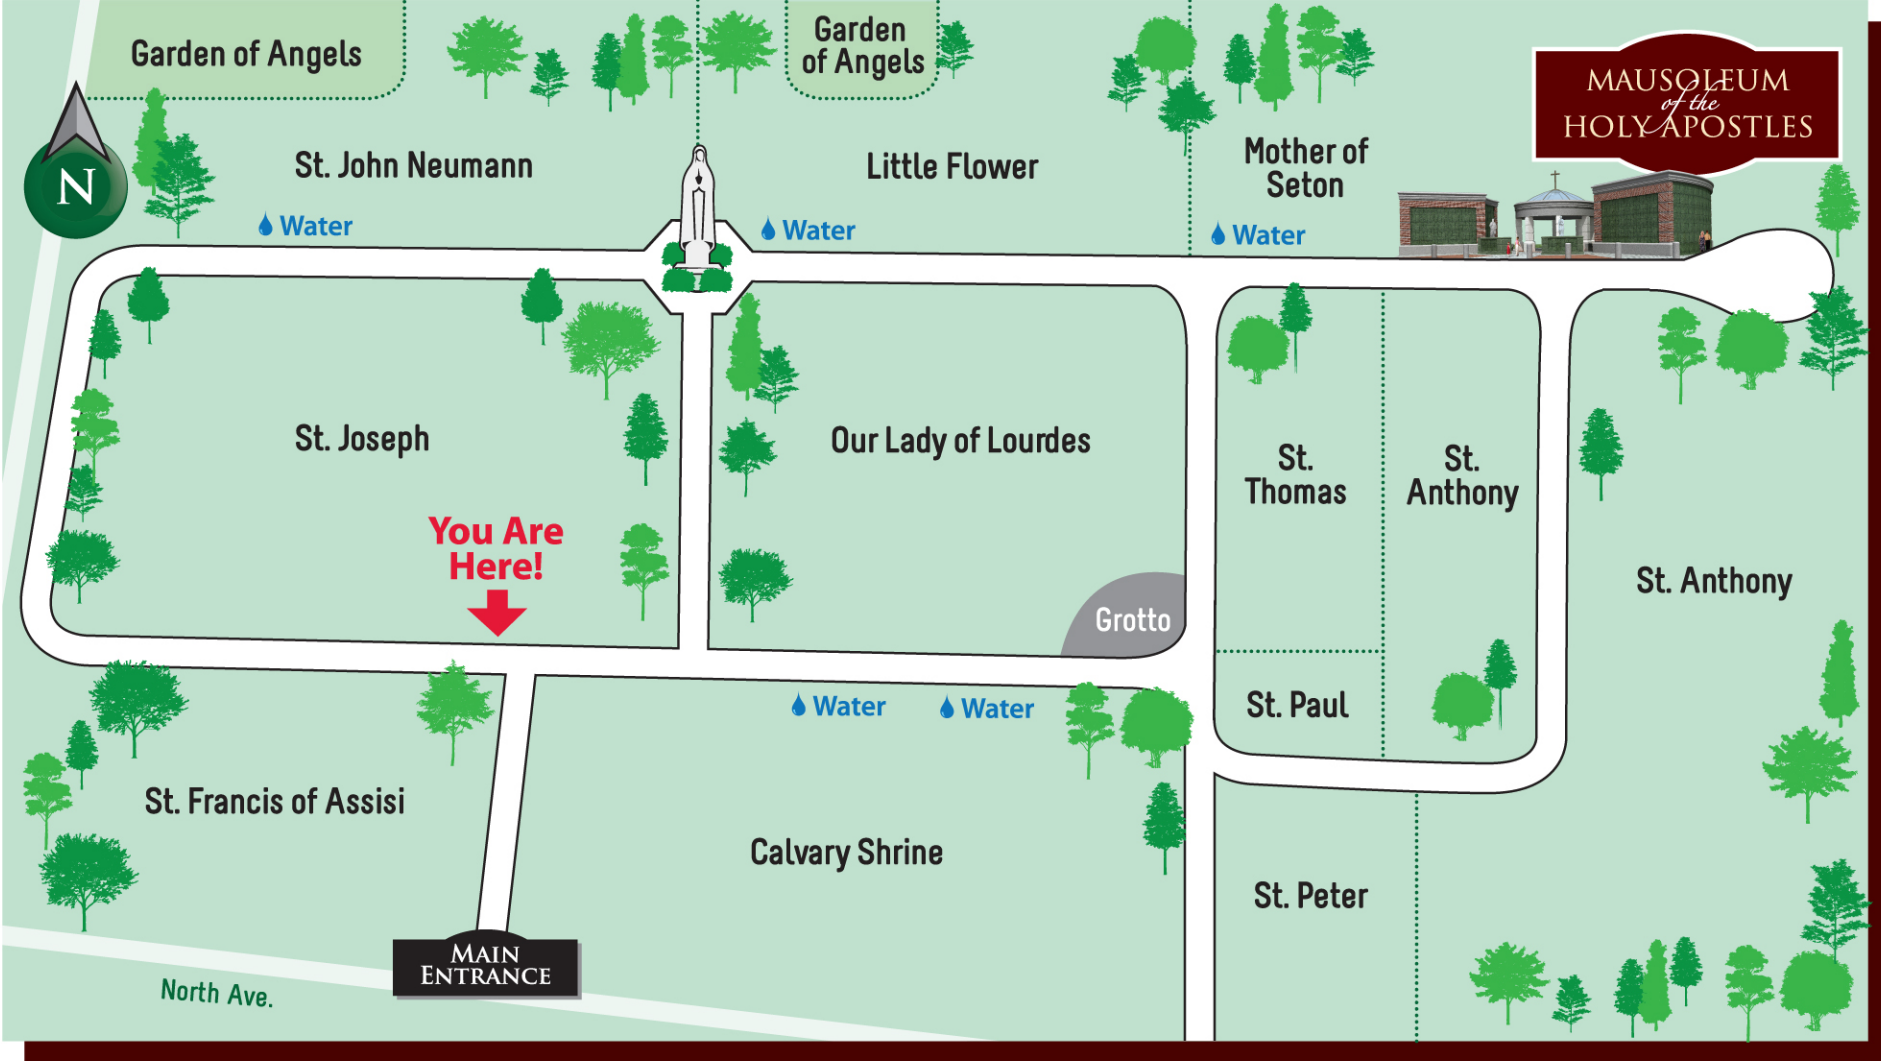 Garden of Angels
Garden
of Angels
MAUSOLEUM
of the
HOLY APOSTLES
N
St. John Neumann
Little Flower
Mother of
Seton
Water
Water
Water
St. Joseph
Our Lady of Lourdes
St.
Thomas
St.
Anthony
You Are
Here!
St. Anthony
Grotto
St. Paul
Water
Water
St. Francis of Assisi
Calvary Shrine
St. Peter
MAIN
ENTRANCE
North Ave.